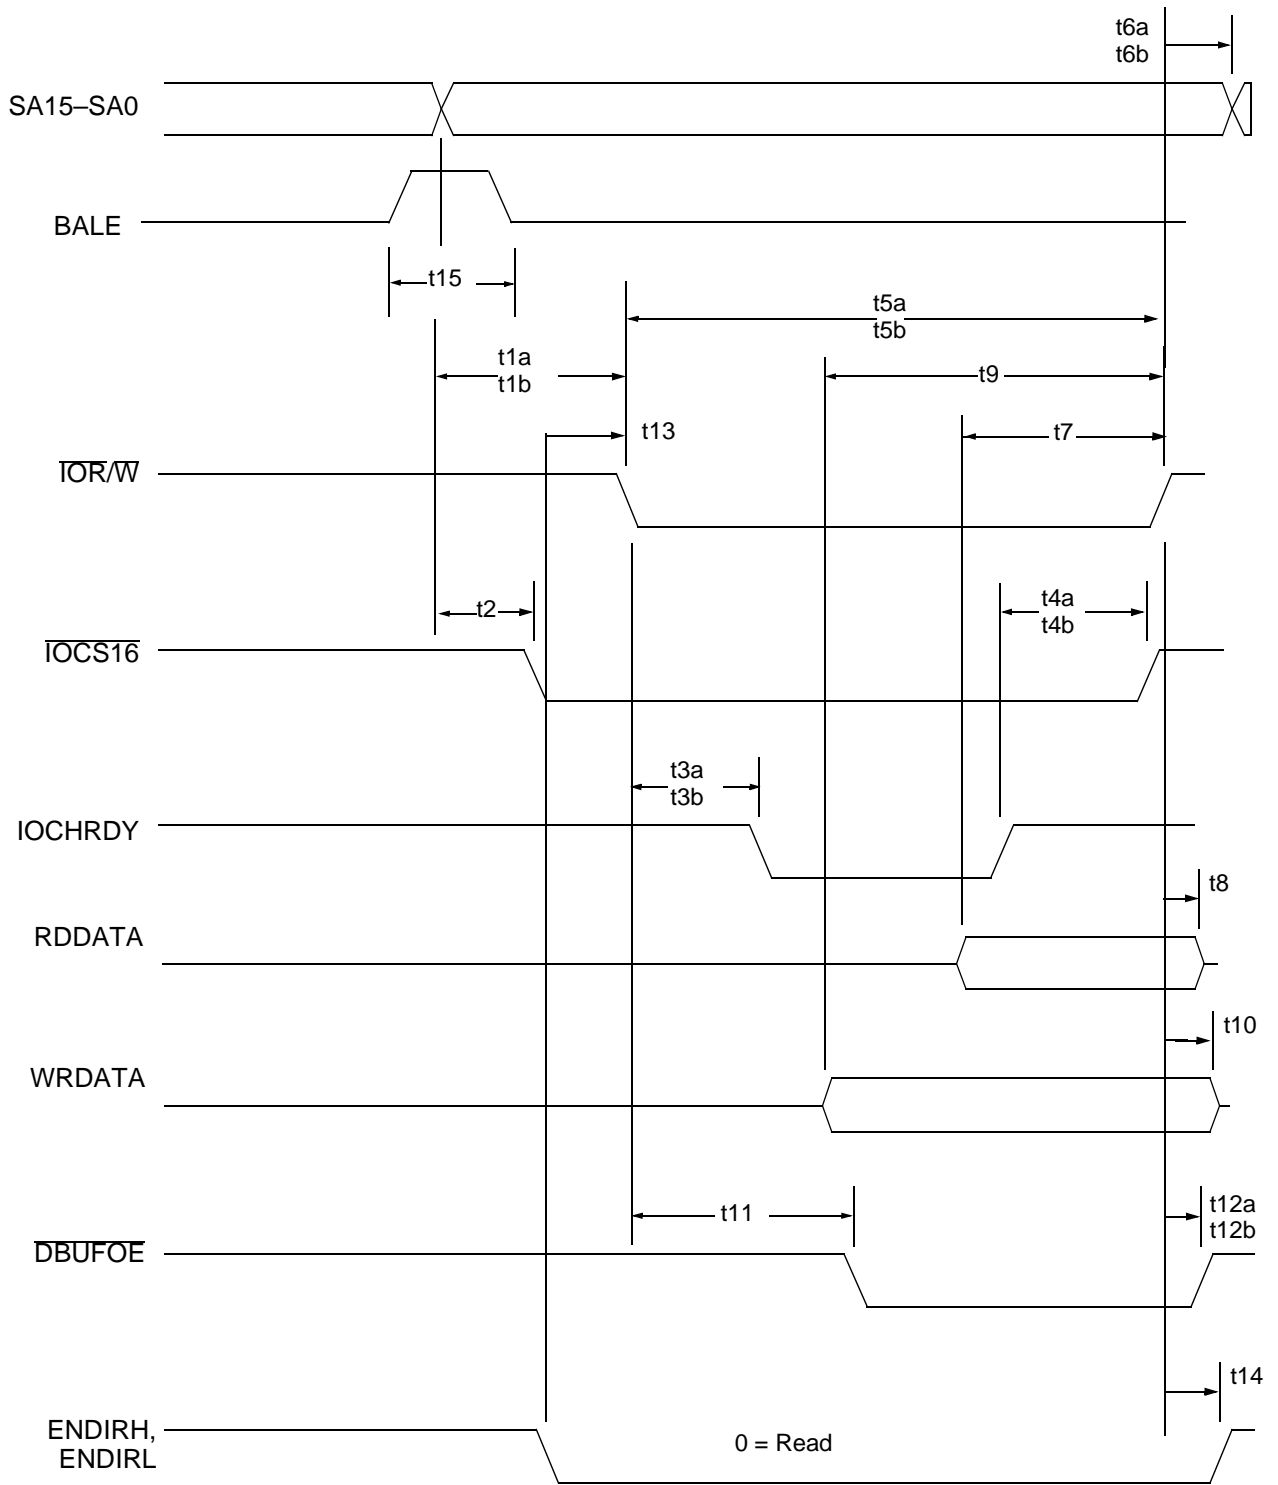 t6a
t6b
SA15–SA0
BALE
t15
t5a
t5b
t1a
t1b
t9
t13
t7
IOR/W
t2
t4a
t4b
IOCS16
t3a
t3b
IOCHRDY
t8
RDDATA
t10
WRDATA
t11
t12a
t12b
DBUFOE
t14
ENDIRH,
ENDIRL
0 = Read